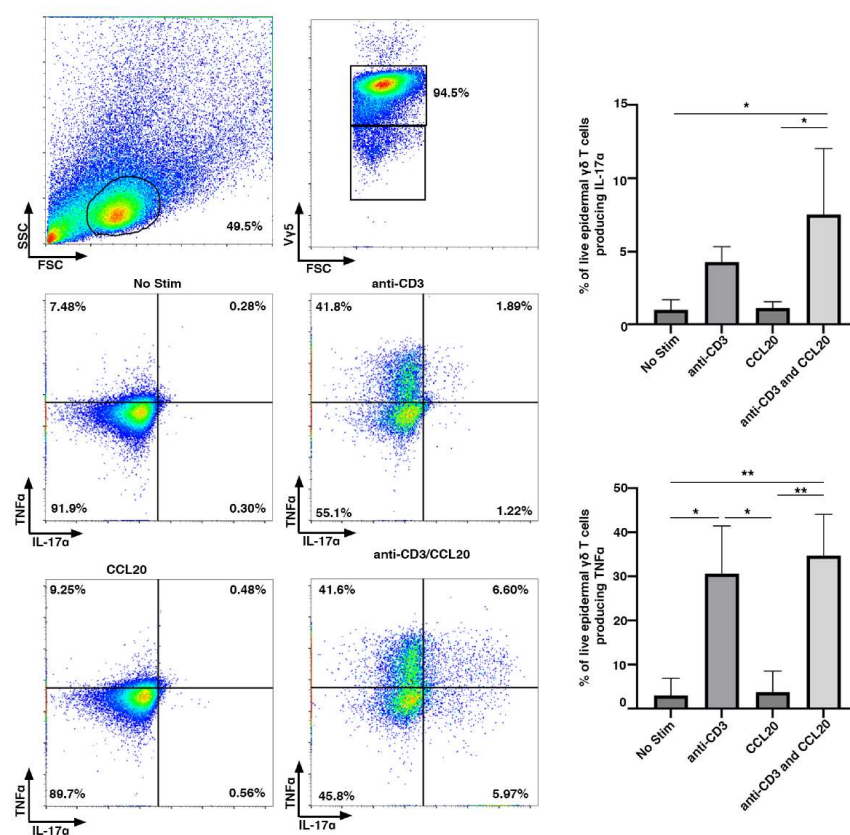 SSC
49.5%
FSC
Vγ5
94.5%
FSC
No Stim
7.48%
0.28%
TNFα
91.9%
0.30%
IL-17α
anti-CD3
41.8%
1.89%
TNFα
55.1%
1.22%
IL-17α
CCL20
9.25%
0.48%
TNFα
89.7%
0.56%
IL-17α
anti-CD3/CCL20
41.6%
6.60%
TNFα
45.8%
5.97%
IL-17α
% of live epidermal γδ T cells
producing IL-17α
15
10
5
0
*
*
No Stim
anti-CD3
CCL20
anti-CD3 and CCL20
% of live epidermal γδ T cells
producing TNFα
50
40
30
20
10
0
**
**
*
*
No Stim
anti-CD3
CCL20
anti-CD3 and CCL20